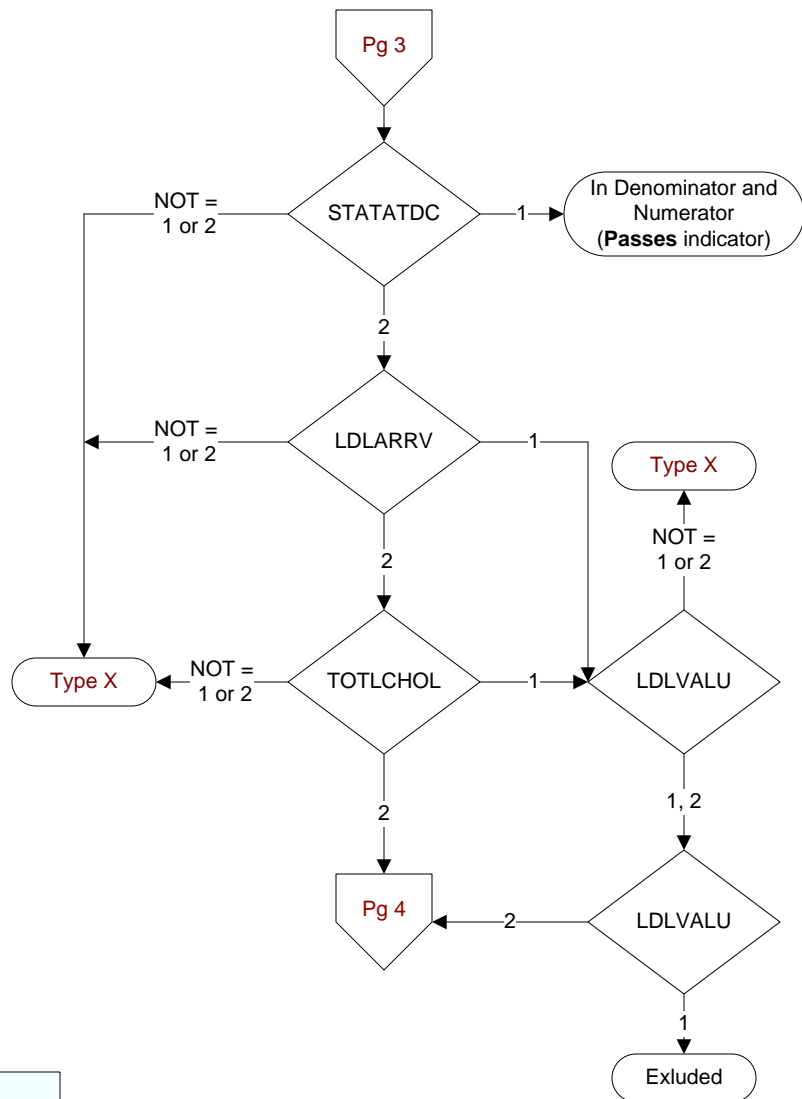 Pg 3
NOT =
1 or 2
STATATDC
1
In Denominator and
Numerator
(Passes indicator)
2
NOT =
1 or 2
LDLARRV
1
Type X
NOT =
1 or 2
2
Type X
NOT =
1 or 2
TOTLCHOL
1
LDLVALU
2
1, 2
Pg 4
2
LDLVALU
1
Exluded